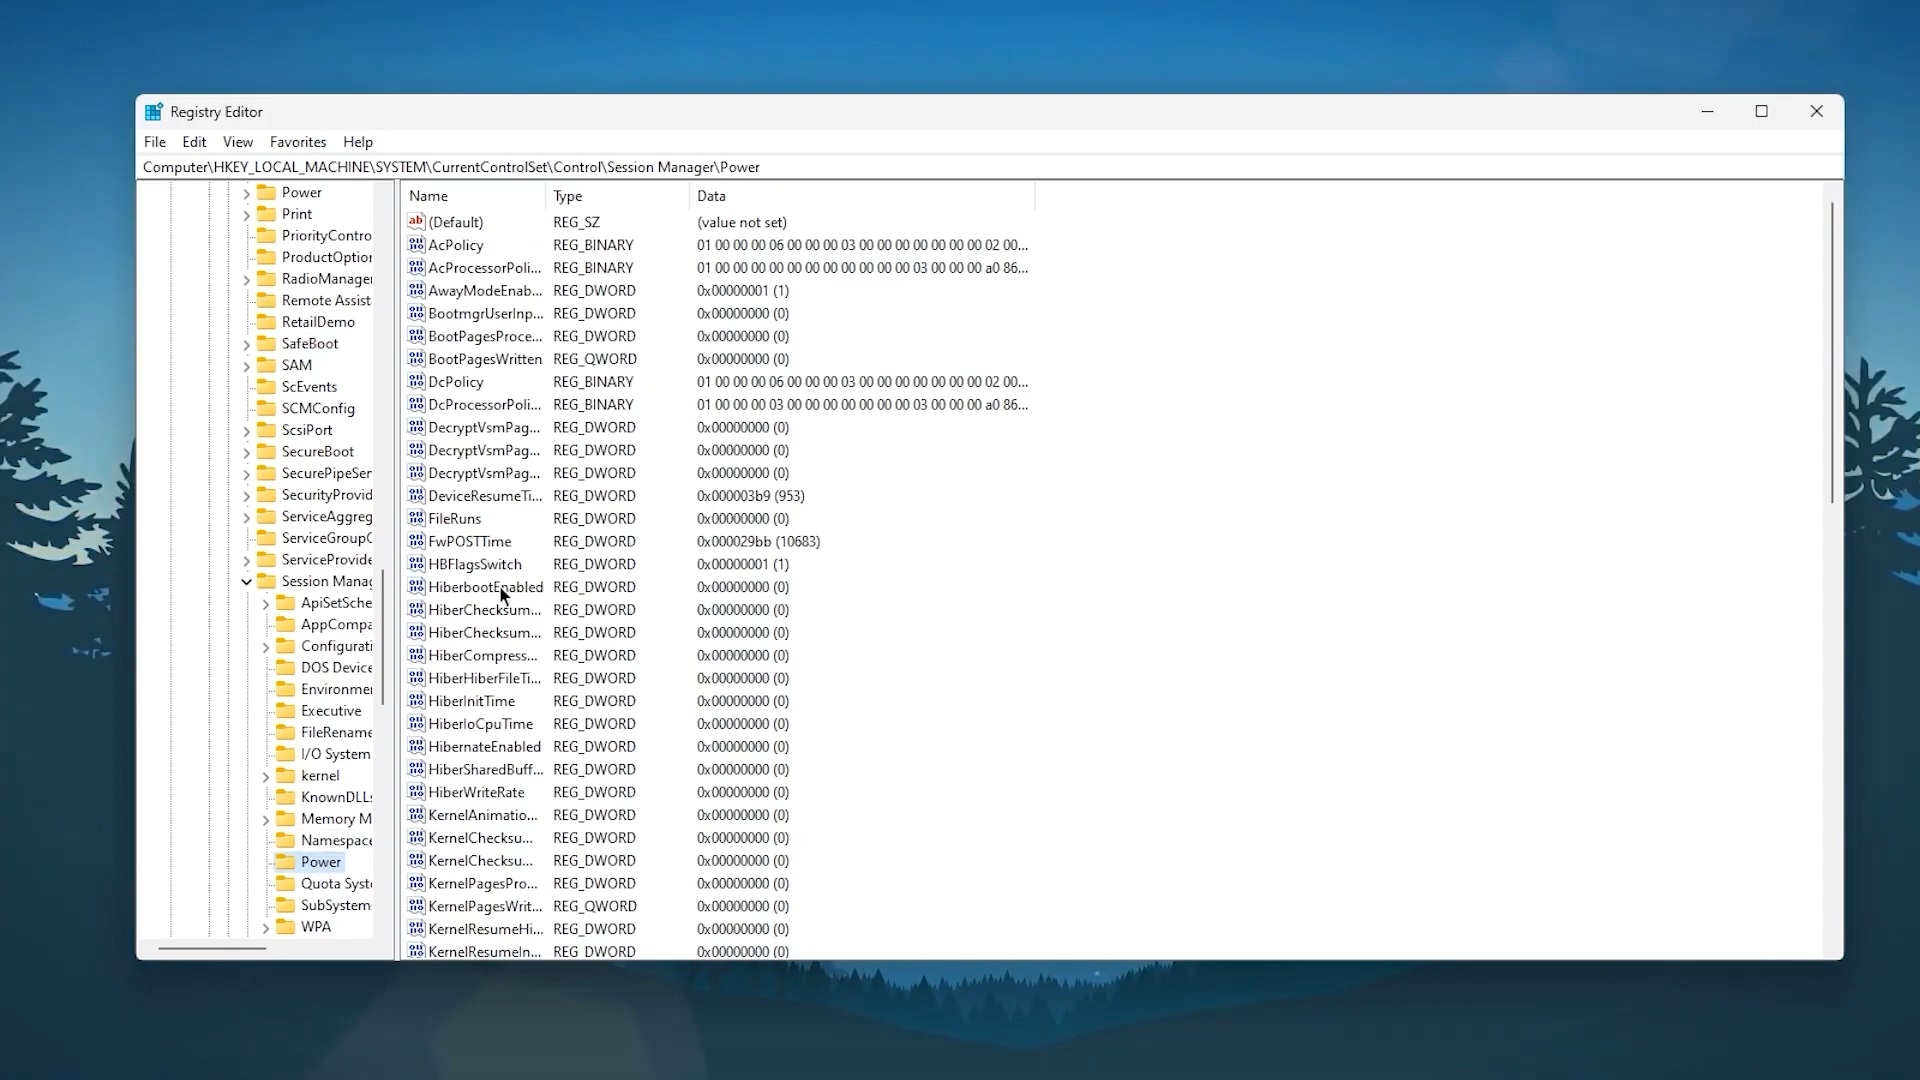 Registry Editor
File Edit View Favorites Help
Computer\HKEY_LOCAL_MACHINE\SYSTEM\CurrentControlSet\Control\Session Manager\Power
Power
Print
PriorityContro
ProductOption
RadioManager
Remote Assist
RetailDemo
SafeBoot
SAM
ScEvents
SCMConfig
ScsiPort
SecureBoot
SecurePipeSer
SecurityProvid
ServiceAggreg
ServiceGroupO
ServiceProvide
Session Manag
ApiSetSche
AppCompa
Configurati
DOS Device
Environmen
Executive
FileRename
I/O System
kernel
KnownDLLs
Memory M
Namespace
Power
Quota Syste
SubSystem
WPA
Name Type Data
(Default) REG_SZ (value not set)
AcPolicy REG_BINARY 01 00 00 00 06 00 00 00 03 00 00 00 00 00 00 00 02 00...
AcProcessorPoli... REG_BINARY 01 00 00 00 00 00 00 00 00 00 00 00 03 00 00 00 a0 86...
AwayModeEnab... REG_DWORD 0x00000001 (1)
BootmgrUserInp... REG_DWORD 0x00000000 (0)
BootPagesProce... REG_DWORD 0x00000000 (0)
BootPagesWritten REG_QWORD 0x00000000 (0)
DcPolicy REG_BINARY 01 00 00 00 06 00 00 00 03 00 00 00 00 00 00 00 02 00...
DcProcessorPoli... REG_BINARY 01 00 00 00 03 00 00 00 00 00 00 00 03 00 00 00 a0 86...
DecryptVsmPag... REG_DWORD 0x00000000 (0)
DecryptVsmPag... REG_DWORD 0x00000000 (0)
DecryptVsmPag... REG_DWORD 0x00000000 (0)
DeviceResumeTi... REG_DWORD 0x000003b9 (953)
FileRuns REG_DWORD 0x00000000 (0)
FwPOSTTime REG_DWORD 0x000029bb (10683)
HBFlagsSwitch REG_DWORD 0x00000001 (1)
HiberbootEnabled REG_DWORD 0x00000000 (0)
HiberChecksum... REG_DWORD 0x00000000 (0)
HiberChecksum... REG_DWORD 0x00000000 (0)
HiberCompress... REG_DWORD 0x00000000 (0)
HiberHiberFileTi... REG_DWORD 0x00000000 (0)
HiberInitTime REG_DWORD 0x00000000 (0)
HiberIoCpuTime REG_DWORD 0x00000000 (0)
HibernateEnabled REG_DWORD 0x00000000 (0)
HiberSharedBuff... REG_DWORD 0x00000000 (0)
HiberWriteRate REG_DWORD 0x00000000 (0)
KernelAnimatio... REG_DWORD 0x00000000 (0)
KernelChecksu... REG_DWORD 0x00000000 (0)
KernelChecksu... REG_DWORD 0x00000000 (0)
KernelPagesPro... REG_DWORD 0x00000000 (0)
KernelPagesWrit... REG_QWORD 0x00000000 (0)
KernelResumeHi... REG_DWORD 0x00000000 (0)
KernelResumeIn... REG_DWORD 0x00000000 (0)